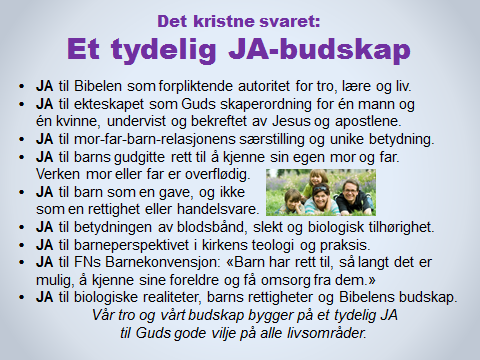 Det kristne svaret:
Et tydelig JA-budskap
• JA til Bibelen som forpliktende autoritet for tro, lære og liv.
• JA til ekteskapet som Guds skaperordning for én mann og
én kvinne, undervist og bekreftet av Jesus og apostlene.
• JA til mor-far-barn-relasjonens særstilling og unike betydning.
• JA til barns gudgitte rett til å kjenne sin egen mor og far.
Verken mor eller far er overflødig.
• JA til barn som en gave, og ikke
som en rettighet eller handelsvare.
• JA til betydningen av blodsbånd, slekt og biologisk tilhørighet.
• JA til barneperspektivet i kirkens teologi og praksis.
• JA til FNs Barnekonvensjon: «Barn har rett til, så langt det er
mulig, å kjenne sine foreldre og få omsorg fra dem.»
• JA til biologiske realiteter, barns rettigheter og Bibelens budskap.
Vår tro og vårt budskap bygger på et tydelig JA
til Guds gode vilje på alle livsområder.